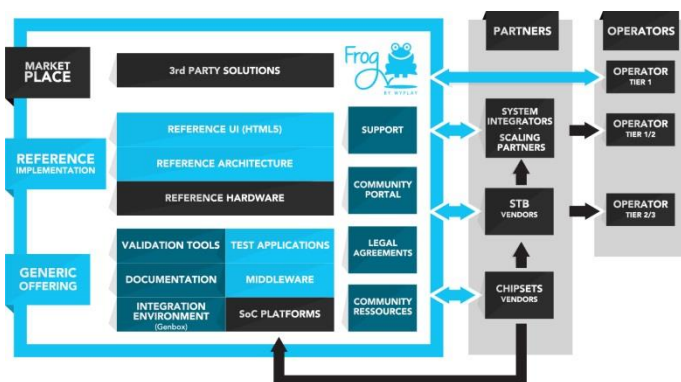 PARTNERS
OPERATORS
MARKET
PLACE
3rd PARTY SOLUTIONS
Frog
BY WYPLAY
OPERATOR
TIER 1
REFERENCE
IMPLEMENTATION
REFERENCE UI (HTML5)
REFERENCE ARCHITECTURE
REFERENCE HARDWARE
SUPPORT
COMMUNITY
PORTAL
SYSTEM
INTEGRATORS
-
SCALING
PARTNERS
OPERATOR
TIER 1/2
STB
VENDORS
OPERATOR
TIER 2/3
GENERIC
OFFERING
VALIDATION TOOLS
TEST APPLICATIONS
DOCUMENTATION
MIDDLEWARE
INTEGRATION
ENVIRONMENT
(Genbox)
SoC PLATFORMS
LEGAL
AGREEMENTS
COMMUNITY
RESSOURCES
CHIPSETS
VENDORS